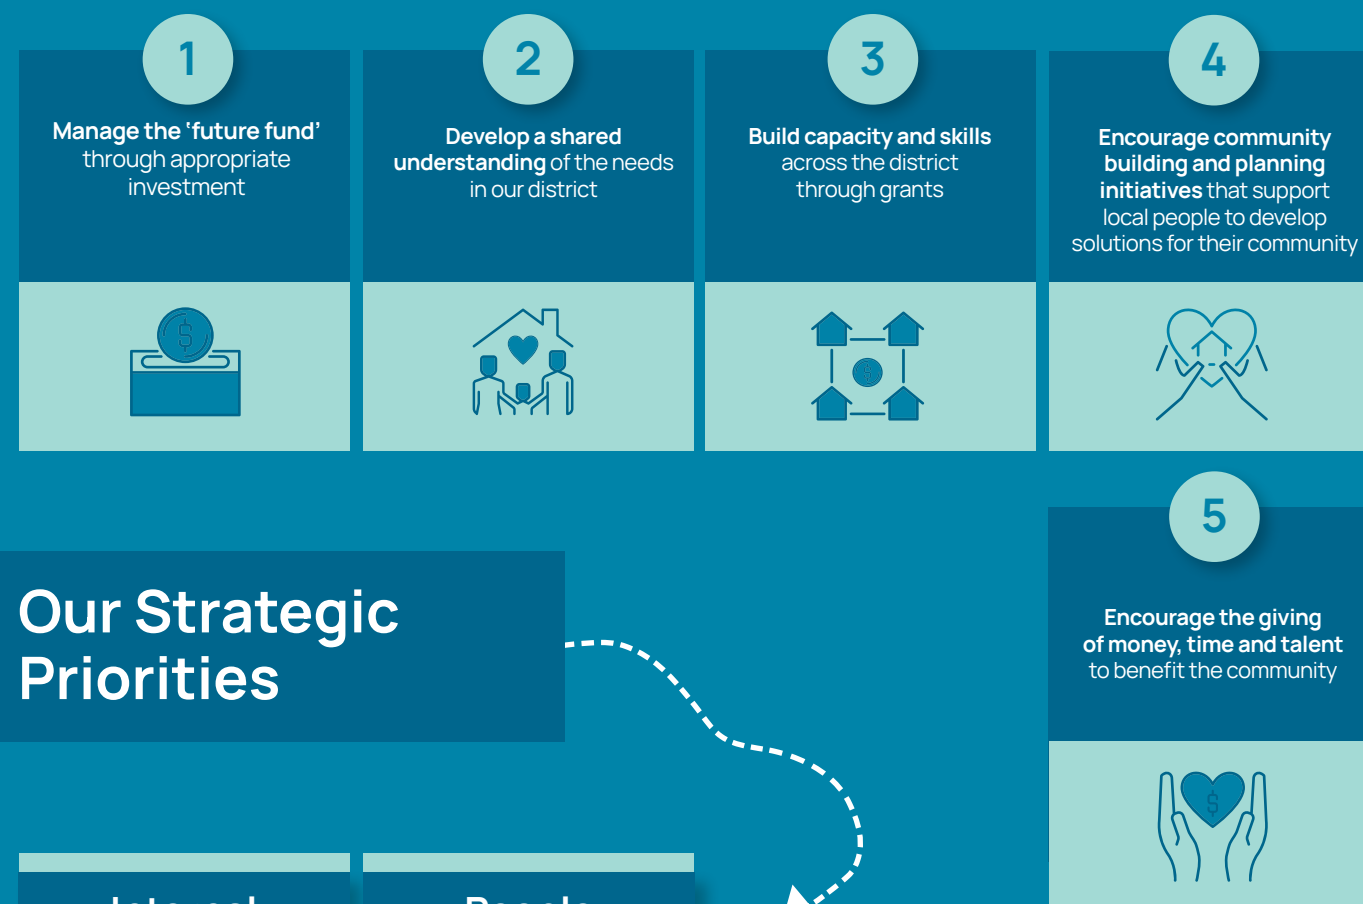 1
Manage the ‘future fund’
through appropriate
investment
2
Develop a shared
understanding of the needs
in our district
3
Build capacity and skills
across the district
through grants
4
Encourage community
building and planning
initiatives that support
local people to develop
solutions for their community
$
$
5
Encourage the giving
of money, time and talent
to benefit the community
$
Our Strategic
Priorities